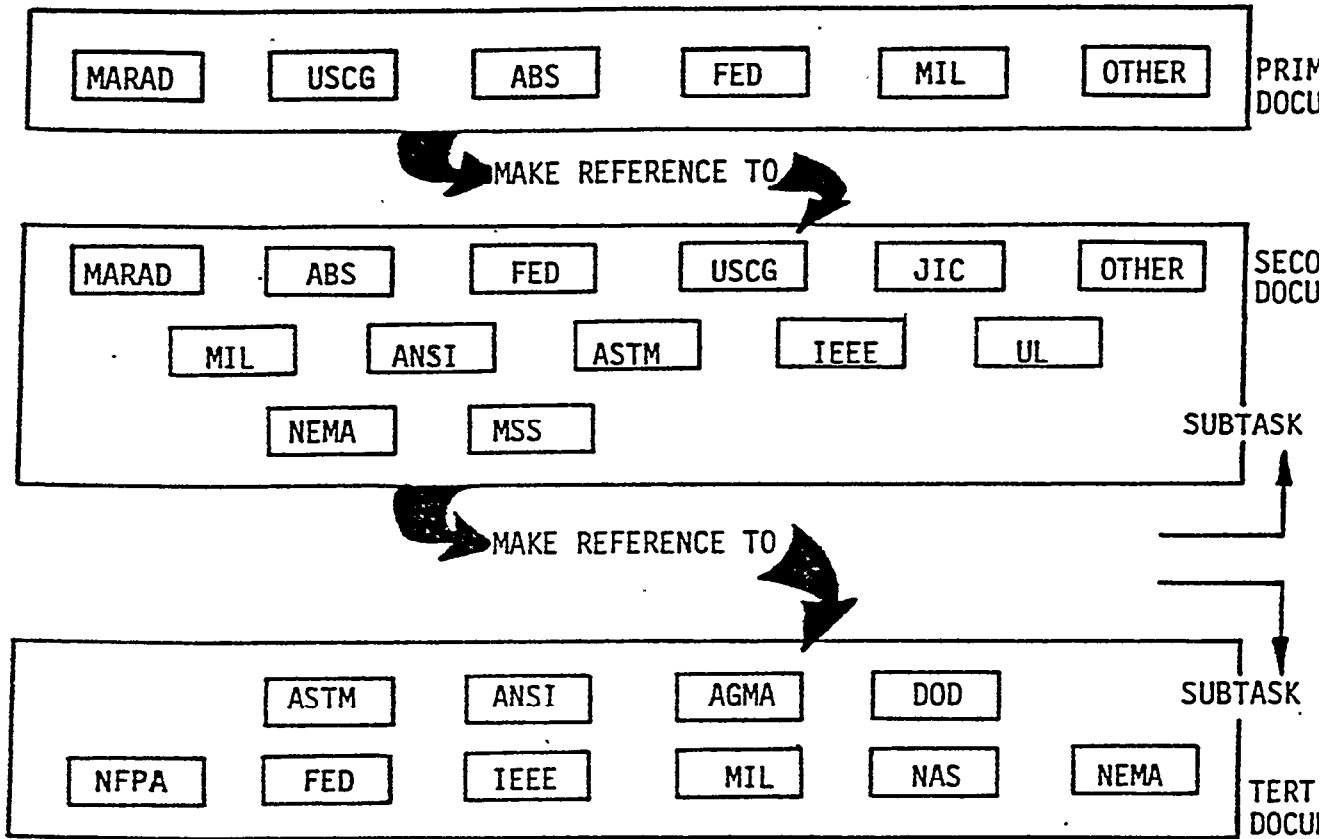 MARAD USCG ABS FED MIL OTHER
PRIM
DOCU
MAKE REFERENCE TO
MARAD ABS FED USCG JIC OTHER
SECO
DOCU
MIL ANSI ASTM IEEE UL
NEMA MSS
SUBTASK
MAKE REFERENCE TO
ASTM ANSI AGMA DOD
SUBTASK
NFPA FED IEEE MIL NAS NEMA
TERT
DOCU